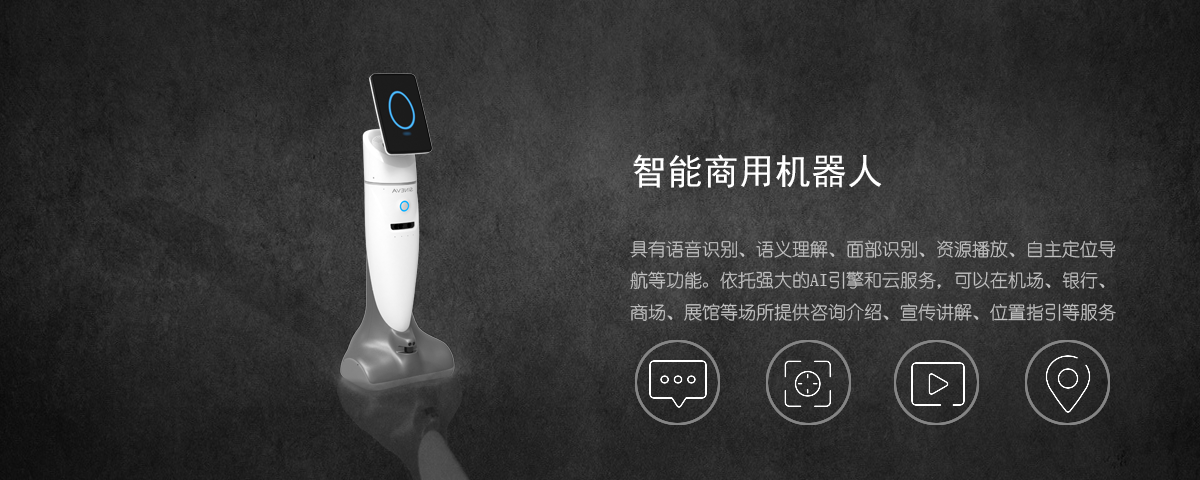 智能商用机器人
具有语音识别、语义理解、面部识别、资源播放、自主定位导
航等功能。依托强大的AI引擎和云服务，可以在机场、银行、
商场、展馆等场所提供咨询介绍、宣传讲解、位置指引等服务